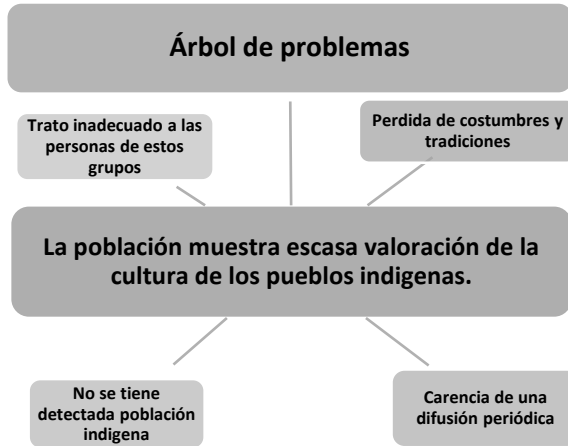 Árbol de problemas
Trato inadecuado a las
personas de estos
grupos
Perdida de costumbres y
tradiciones
La población muestra escasa valoración de la
cultura de los pueblos indigenas.
No se tiene
detectada población
indigena
Carencia de una
difusión periódica